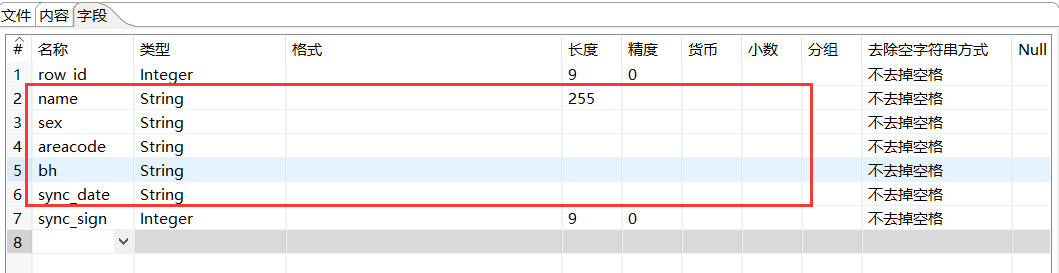 文件 内容 字段
# 名称 类型 格式 长度 精度 货币 小数 分组 去除空字符串方式 Null
1 row_id Integer 9 0 不去掉空格
2 name String 255 不去掉空格
3 sex String 不去掉空格
4 areacode String 不去掉空格
5 bh String 不去掉空格
6 sync_date String 不去掉空格
7 sync_sign Integer 9 0 不去掉空格
8